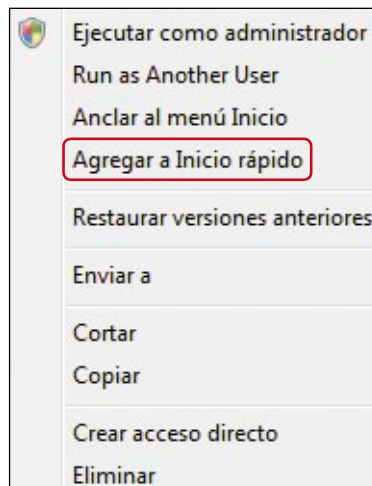 Ejecutar como administrador
Run as Another User
Anclar al menú Inicio
Agregar a Inicio rápido
Restaurar versiones anteriores
Enviar a
Cortar
Copiar
Crear acceso directo
Eliminar